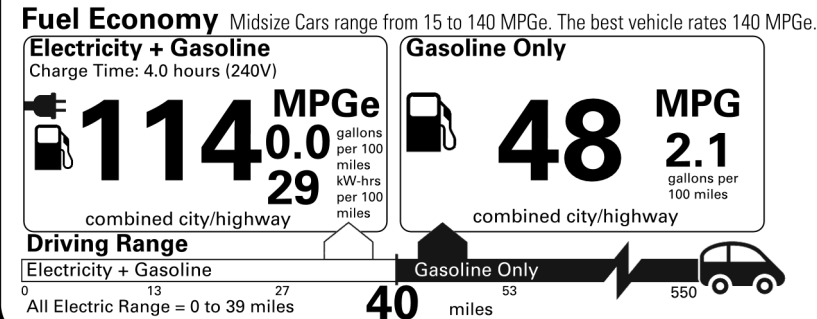 Fuel Economy Midsize Cars range from 15 to 140 MPGe. The best vehicle rates 140 MPGe.
Electricity + Gasoline
Charge Time: 4.0 hours (240V)
114 MPGe
0.0 gallons per 100 miles
29 kW-hrs per 100 miles
combined city/highway
Gasoline Only
48 MPG
2.1
gallons per
100 miles
combined city/highway
Driving Range
Electricity + Gasoline Gasoline Only
0 13 27 40 miles 53 550
All Electric Range = 0 to 39 miles